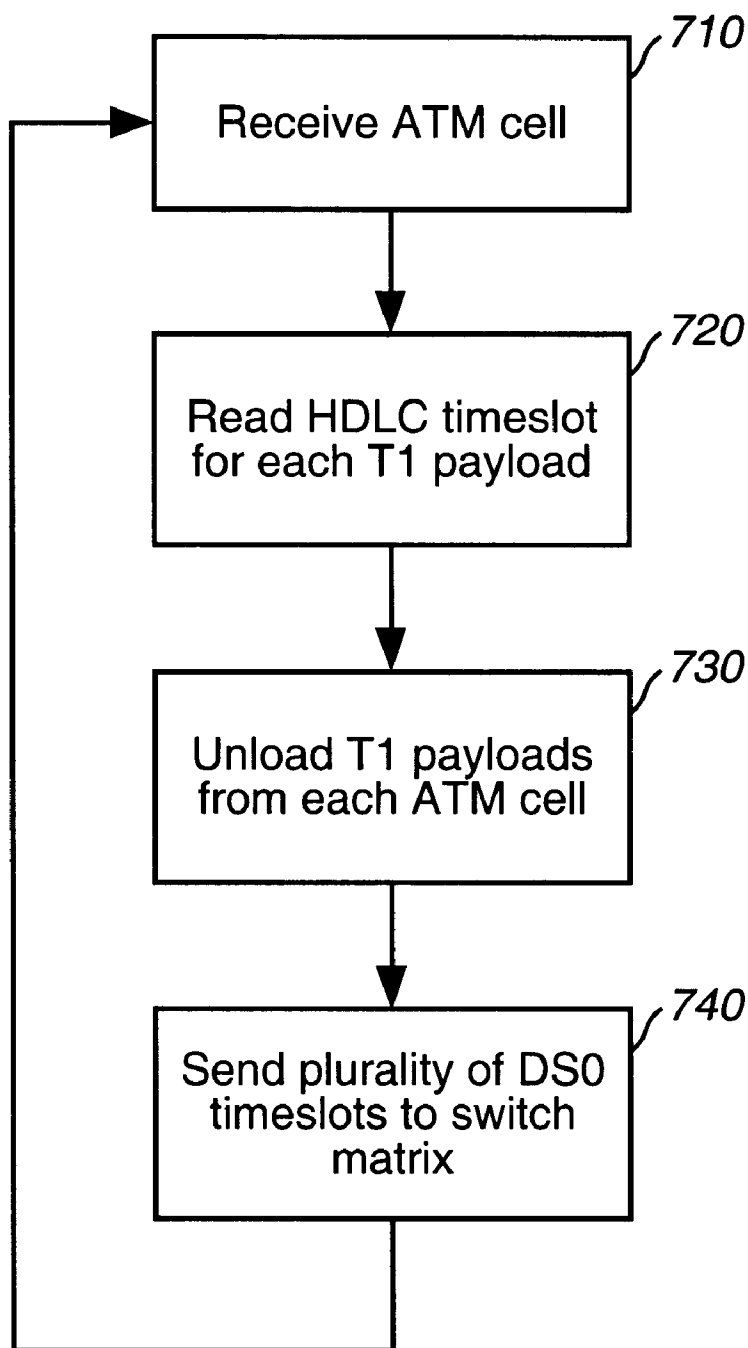 710
Receive ATM cell
720
Read HDLC timeslot
for each T1 payload
730
Unload T1 payloads
from each ATM cell
740
Send plurality of DS0
timeslots to switch
matrix